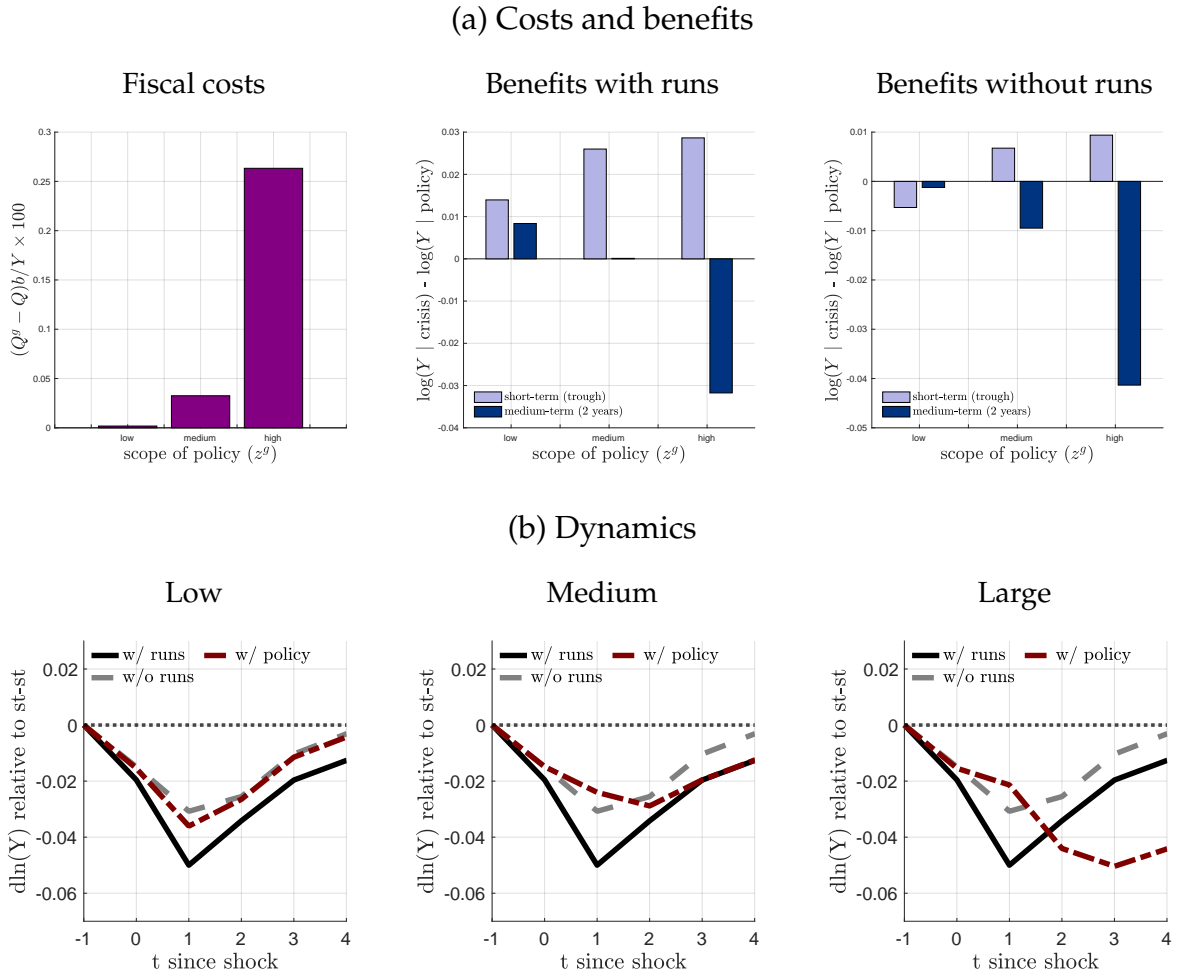 (a) Costs and benefits
Fiscal costs
Benefits with runs
Benefits without runs
(Q^g − Q)b/Y × 100
0.3
0.25
0.2
0.15
0.1
0.05
0
low
medium
high
scope of policy (z^g)
log(Y | crisis) - log(Y | policy)
0.03
0.02
0.01
0
-0.01
-0.02
-0.03
-0.04
short-term (trough)
medium-term (2 years)
low
medium
high
scope of policy (z^g)
log(Y | crisis) - log(Y | policy)
0.01
0
-0.01
-0.02
-0.03
-0.04
-0.05
short-term (trough)
medium-term (2 years)
low
medium
high
scope of policy (z^g)
(b) Dynamics
Low
Medium
Large
dln(Y) relative to st-st
0.02
0
-0.02
-0.04
-0.06
w/ runs
w/ policy
w/o runs
-1 0 1 2 3 4
t since shock
dln(Y) relative to st-st
0.02
0
-0.02
-0.04
-0.06
w/ runs
w/ policy
w/o runs
-1 0 1 2 3 4
t since shock
dln(Y) relative to st-st
0.02
0
-0.02
-0.04
-0.06
w/ runs
w/ policy
w/o runs
-1 0 1 2 3 4
t since shock